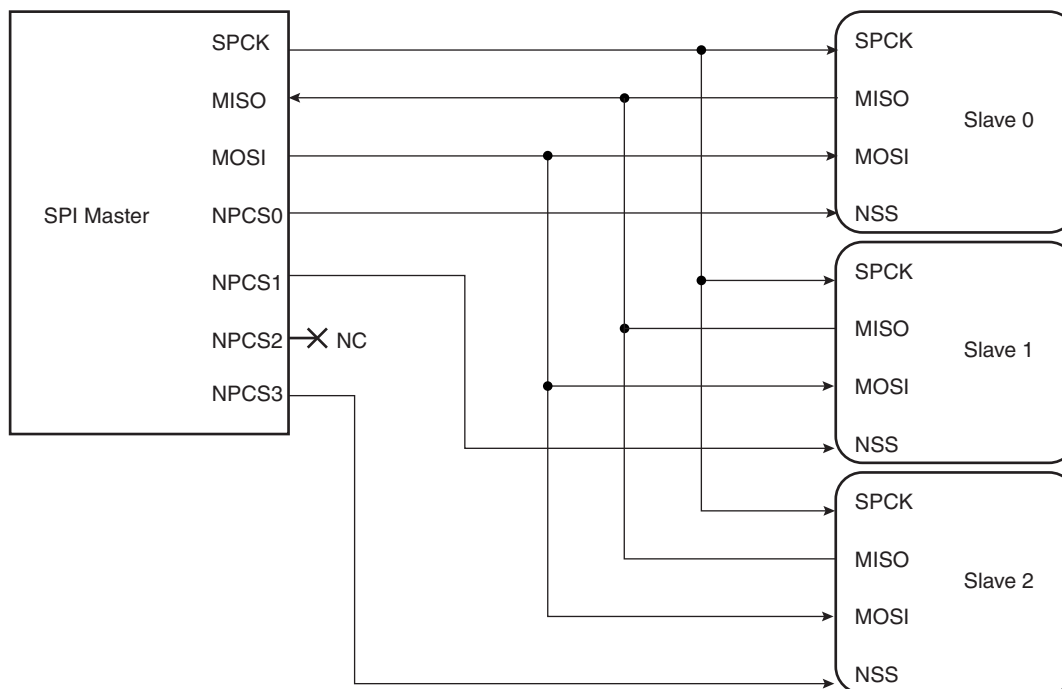 SPI Master
SPCK
MISO
MOSI
NPCS0
NPCS1
NPCS2
NC
NPCS3
SPCK
MISO
Slave 0
MOSI
NSS
SPCK
MISO
Slave 1
MOSI
NSS
SPCK
MISO
Slave 2
MOSI
NSS